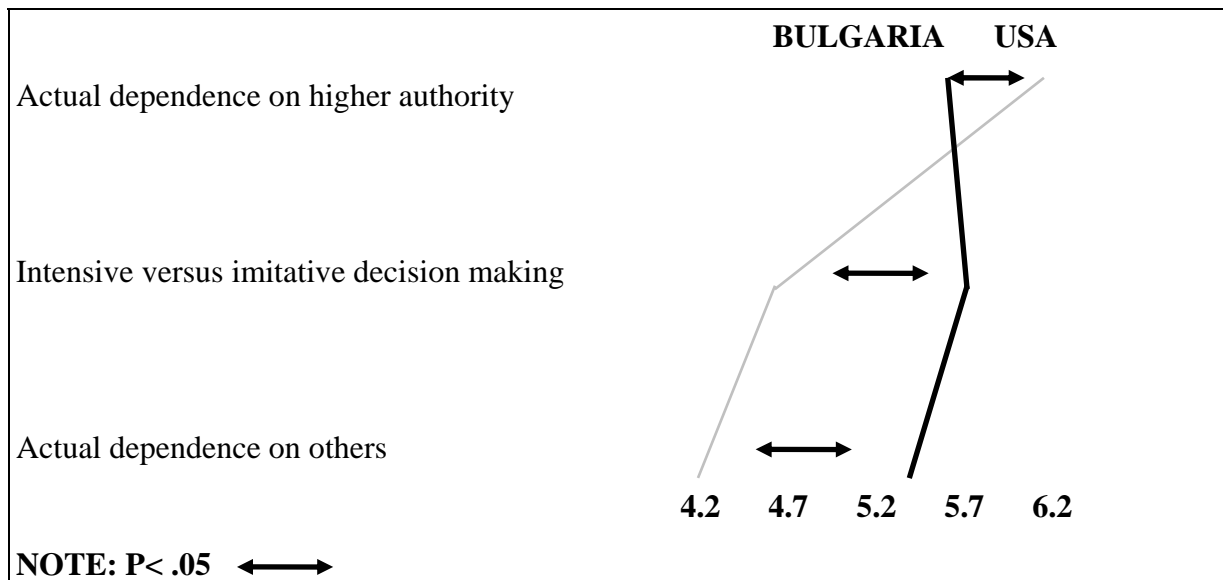 BULGARIA USA
Actual dependence on higher authority
Intensive versus imitative decision making
Actual dependence on others
4.2 4.7 5.2 5.7 6.2
NOTE: P< .05